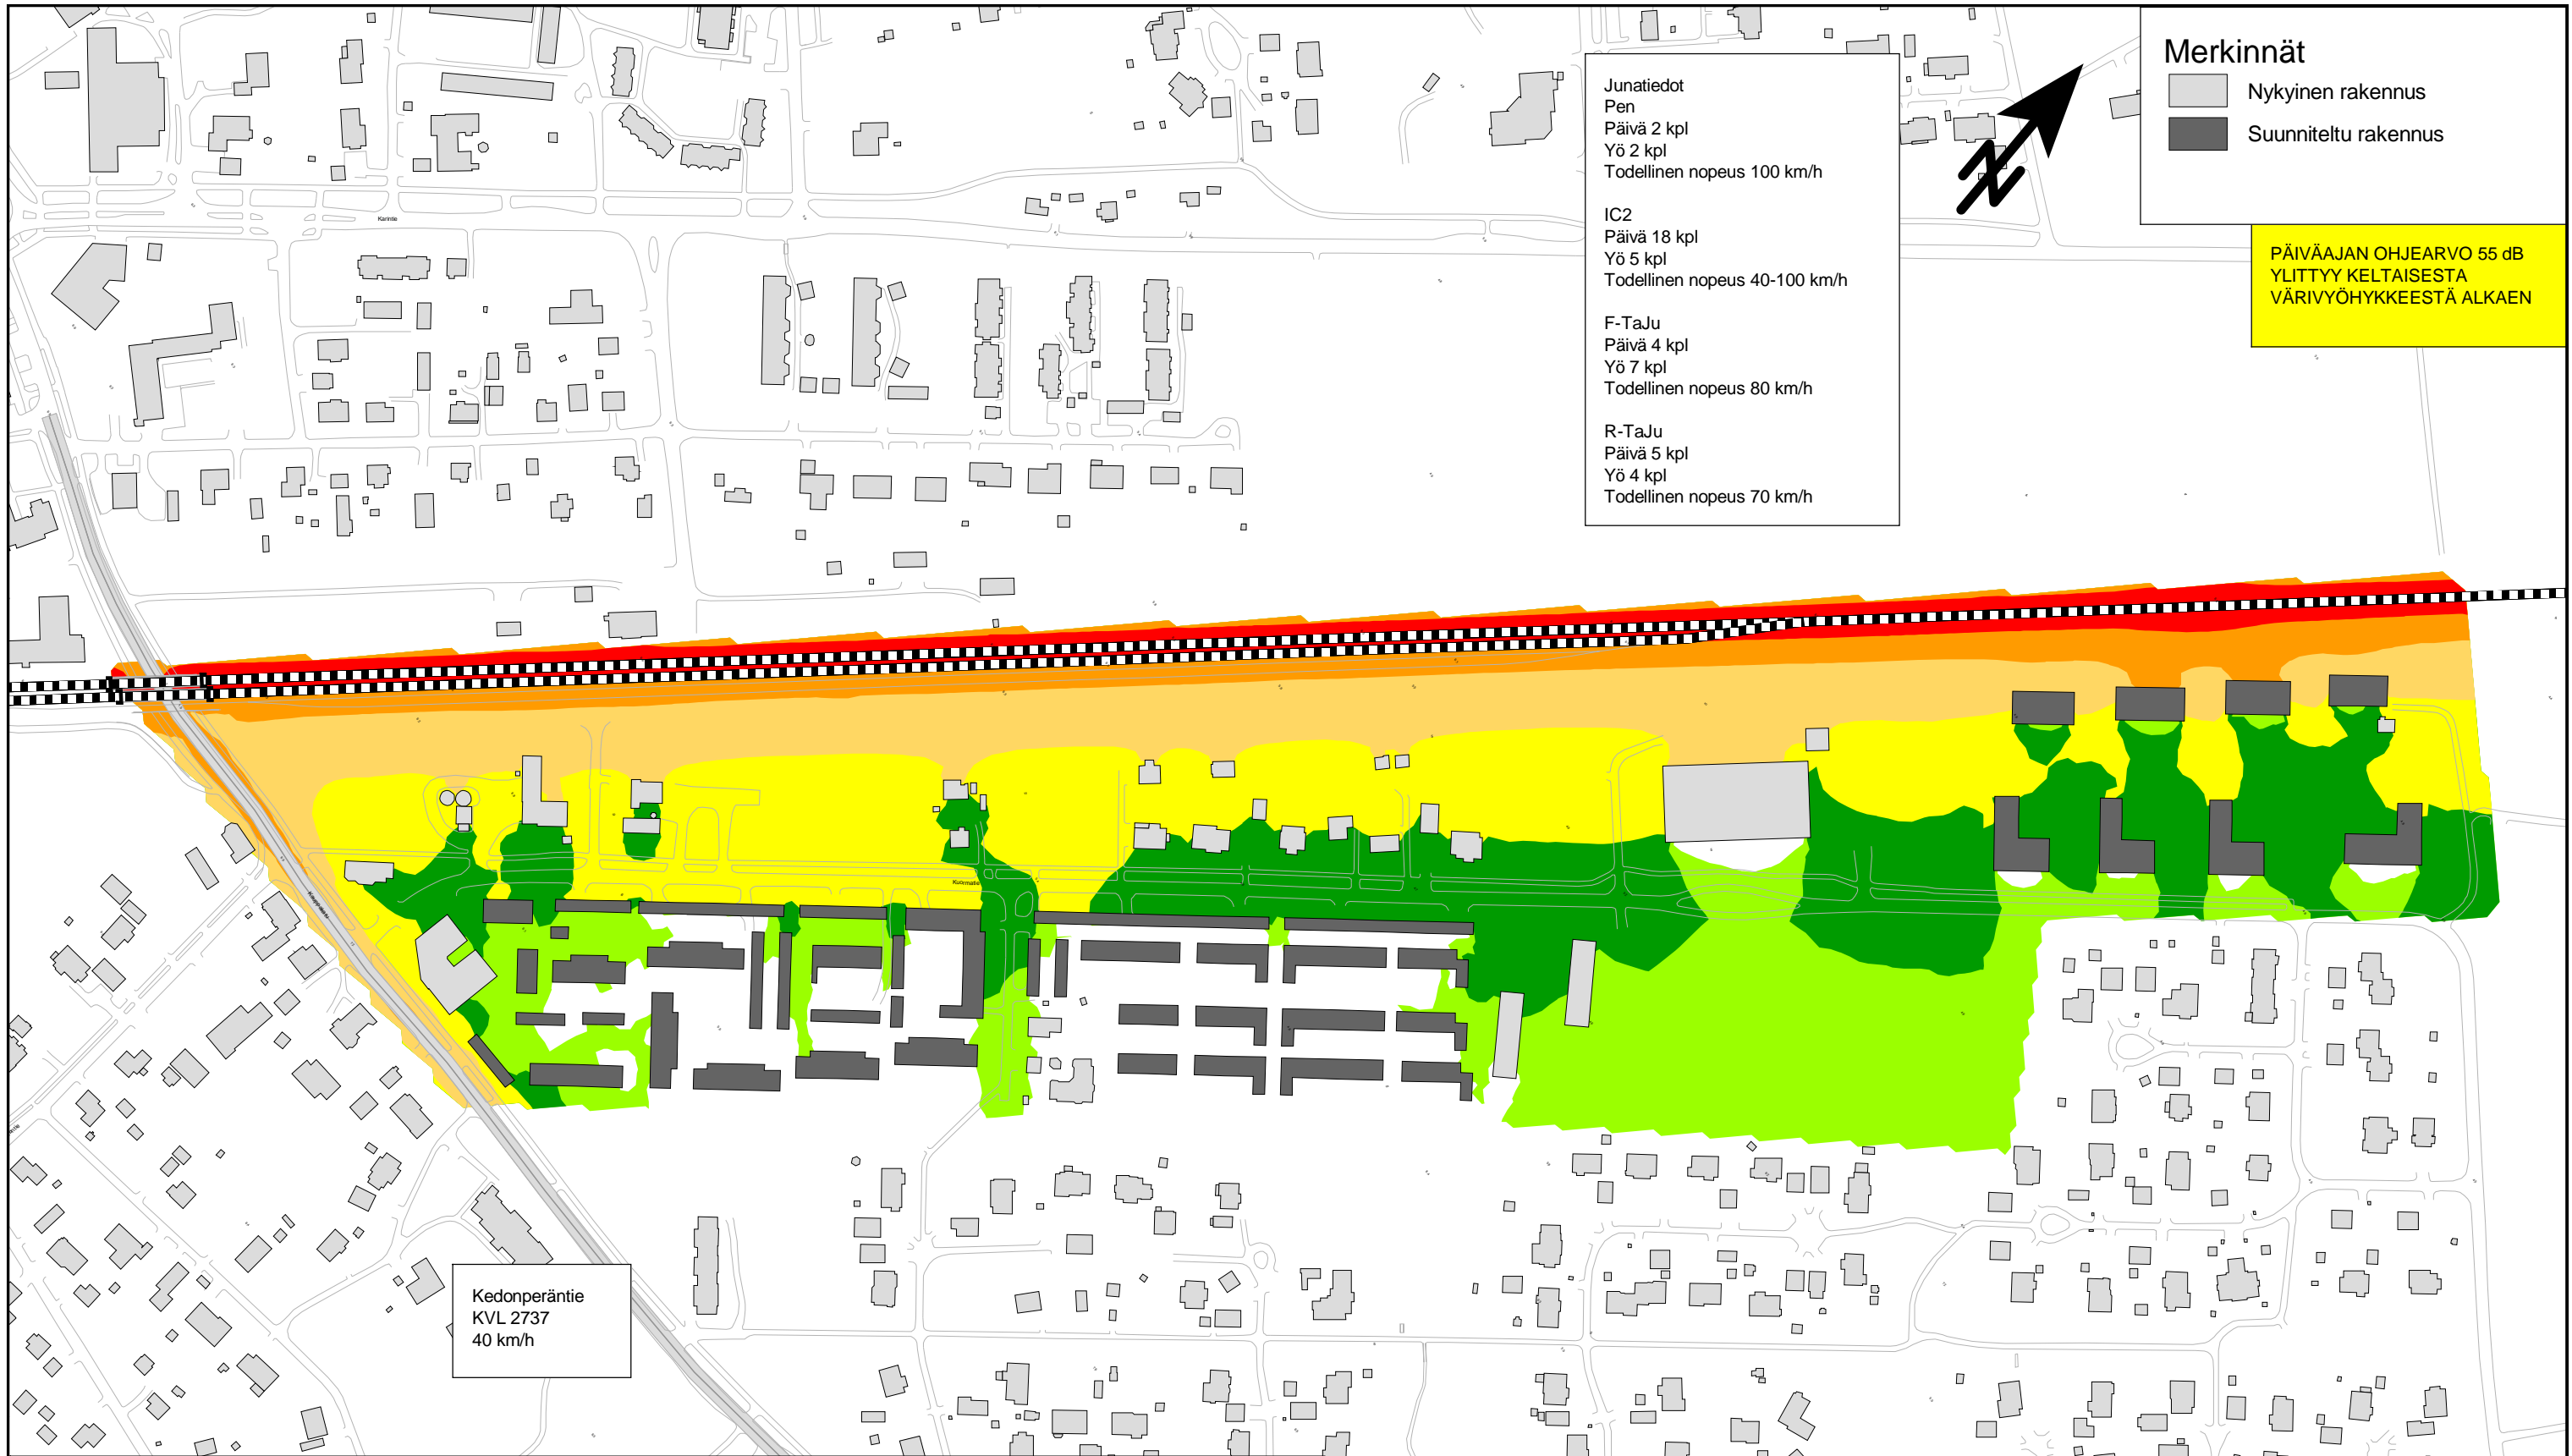 Merkinnät
Nykyinen rakennus
Suunniteltu rakennus
PÄIVÄAJAN OHJEARVO 55 dB
YLITTYY KELTAISESTA
VÄRIVYÖHYKKEESTÄ ALKAEN
Junatiedot
Pen
Päivä 2 kpl
Yö 2 kpl
Todellinen nopeus 100 km/h
IC2
Päivä 18 kpl
Yö 5 kpl
Todellinen nopeus 40-100 km/h
F-TaJu
Päivä 4 kpl
Yö 7 kpl
Todellinen nopeus 80 km/h
R-TaJu
Päivä 5 kpl
Yö 4 kpl
Todellinen nopeus 70 km/h
Karintie
Kuormatie
Kedonperäntie
KVL 2737
40 km/h